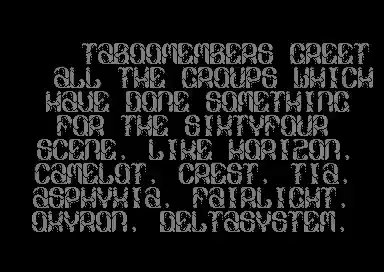 TABOOMEMBERS GREET
ALL THE GROUPS WHICH
HAVE DONE SOMETHING
FOR THE SIXTYFOUR
SCENE. LIKE HORIZON.
CAMELOT. CREST. TIA.
ASPHYXIA. FAIRLIGHT.
OXYRON. DELTASYSTEM.